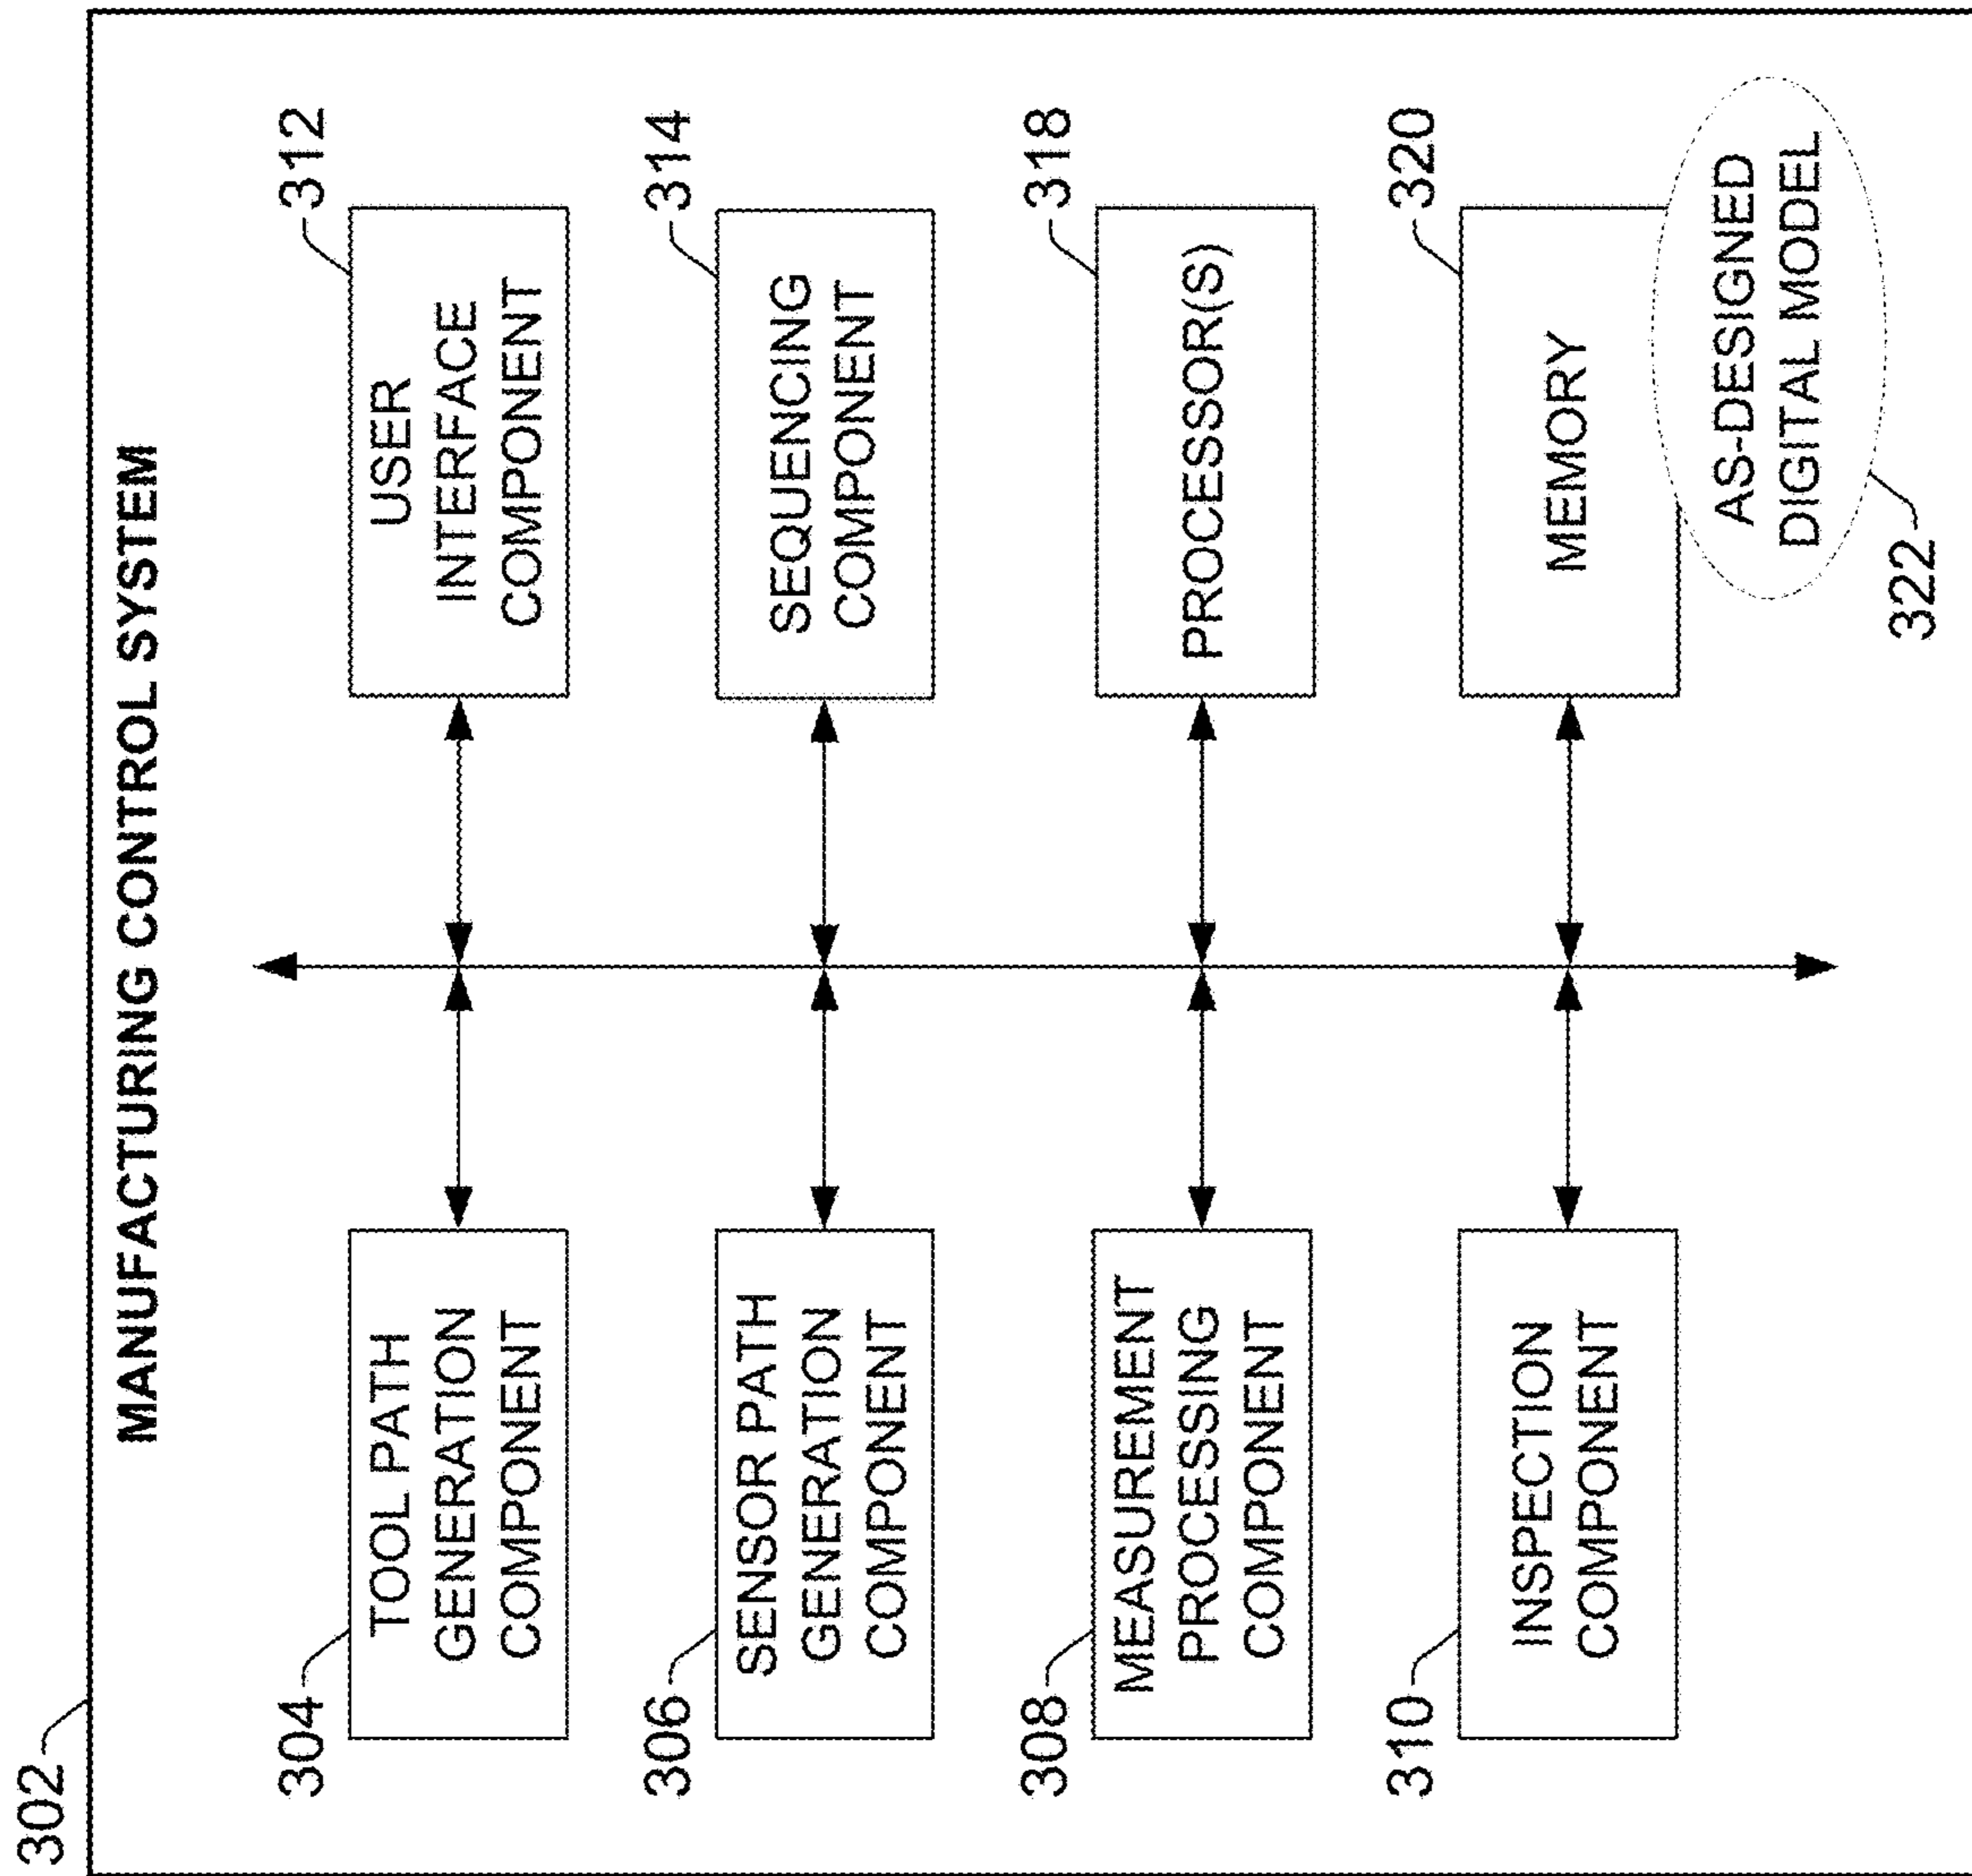 302
MANUFACTURING CONTROL SYSTEM
304
TOOL PATH
GENERATION
COMPONENT
306
SENSOR PATH
GENERATION
COMPONENT
308
MEASUREMENT
PROCESSING
COMPONENT
310
INSPECTION
COMPONENT
312
USER
INTERFACE
COMPONENT
314
SEQUENCING
COMPONENT
318
PROCESSOR(S)
320
MEMORY
AS-DESIGNED
DIGITAL MODEL
322